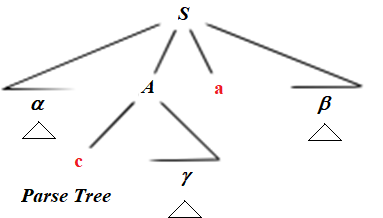 S
α A a β
c γ
Parse Tree